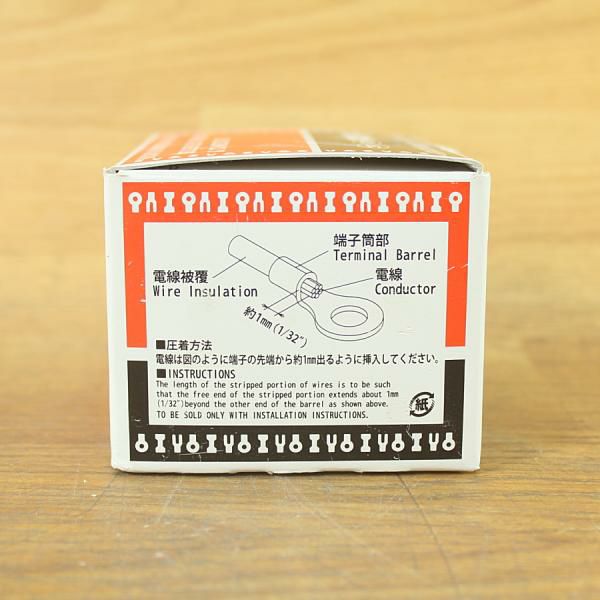 端子筒部
Terminal Barrel
電線被覆
Wire Insulation
電線
Conductor
約1mm(1/32")
■圧着方法
電線は図のように端子の先端から約1mm出るように挿入してください。
■INSTRUCTIONS
The length of the stripped portion of wires is to be such
that the free end of the stripped portion extends about 1mm
(1/32")beyond the other end of the barrel as shown above.
TO BE SOLD ONLY WITH INSTALLATION INSTRUCTIONS.
紙